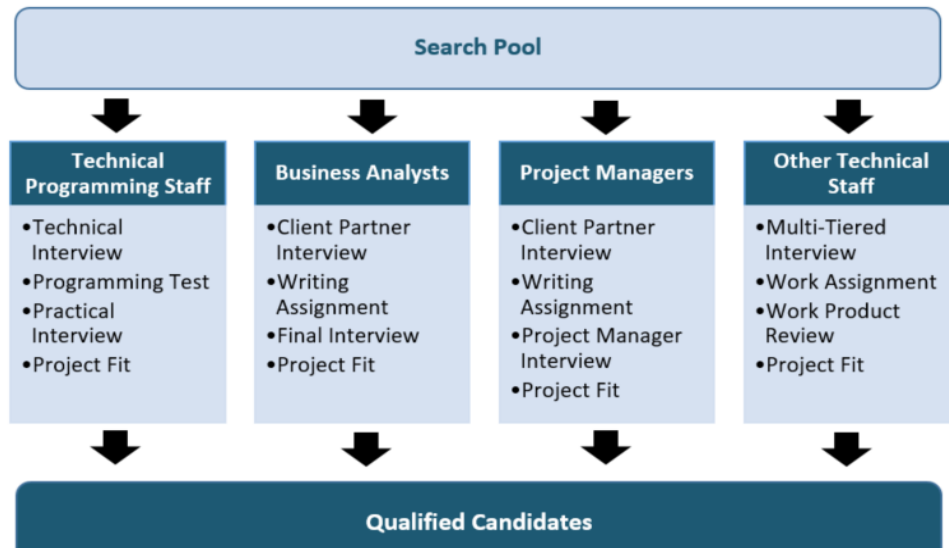 Search Pool
Technical
Programming Staff
•Technical
Interview
•Programming Test
•Practical
Interview
•Project Fit
Business Analysts
•Client Partner
Interview
•Writing
Assignment
•Final Interview
•Project Fit
Project Managers
•Client Partner
Interview
•Writing
Assignment
•Project Manager
Interview
•Project Fit
Other Technical
Staff
•Multi-Tiered
Interview
•Work Assignment
•Work Product
Review
•Project Fit
Qualified Candidates